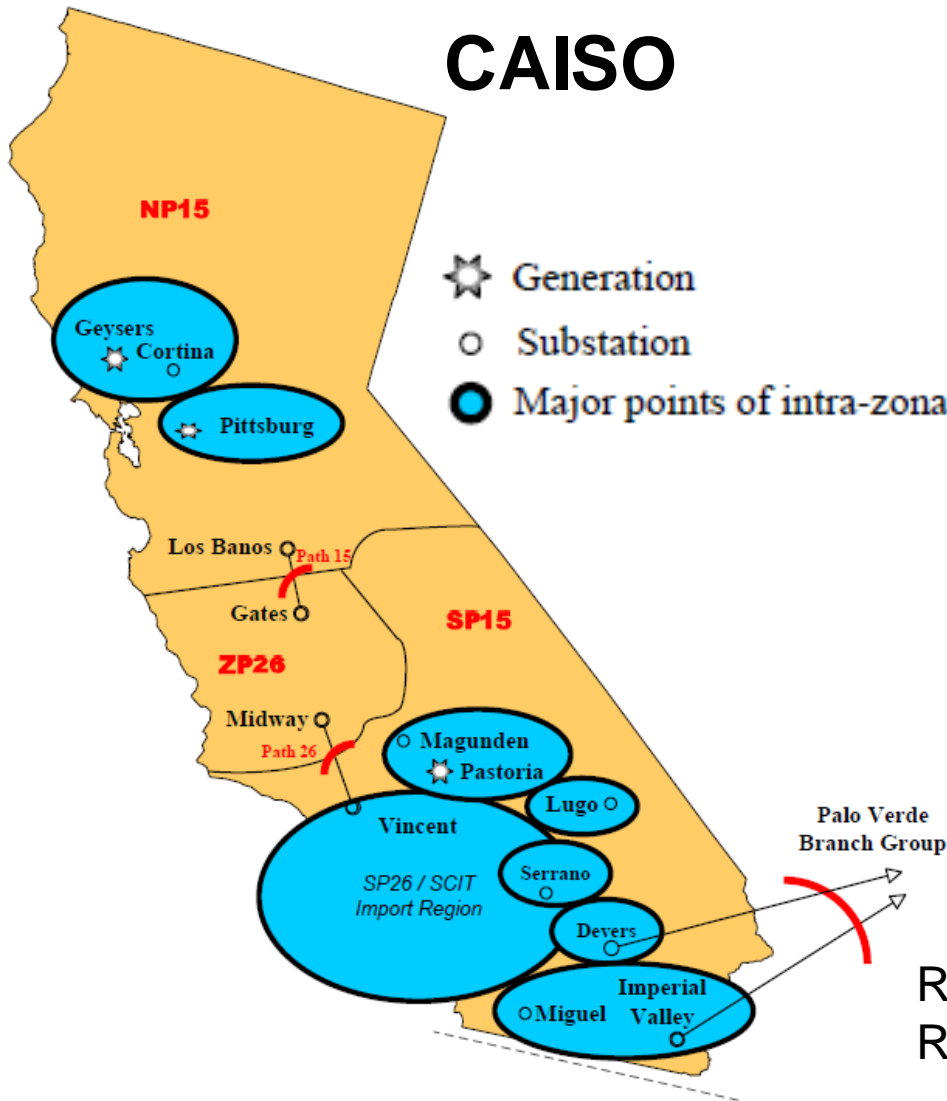 CAISO
NP15
Generation
Substation
Major points of intra-zona
Geysers
Cortina
Pittsburg
Los Banos
Path 15
Gates
SP15
ZP26
Midway
Path 26
Magunden
Pastoria
Lugo
Vincent
Palo Verde
Branch Group
Serrano
SP26 / SCIT
Import Region
Devers
Imperial
Valley
Miguel
R
R